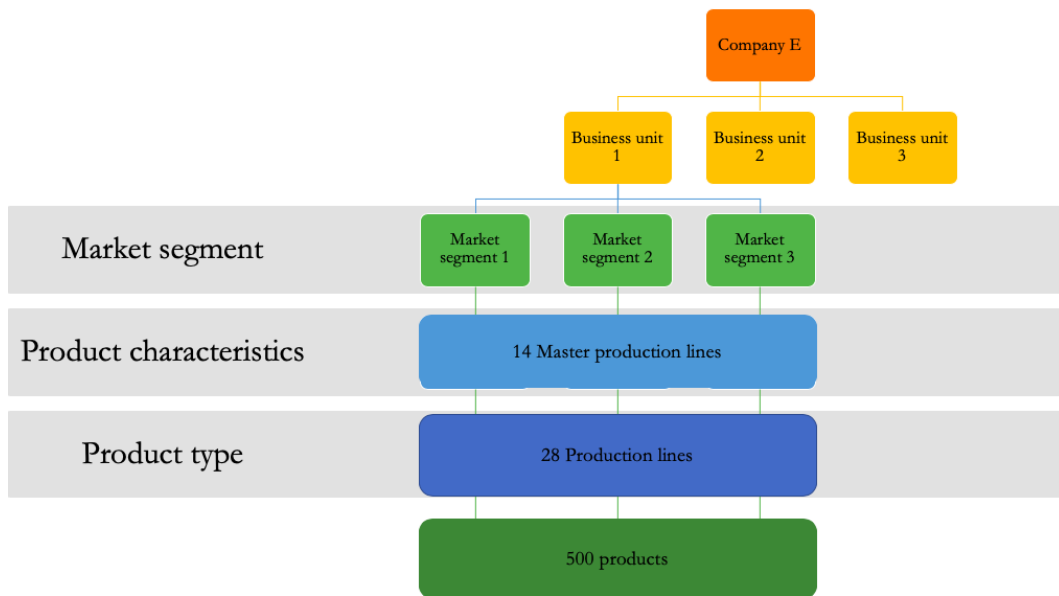 Company E
Business unit
1
Business unit
2
Business unit
3
Market segment
Market
segment 1
Market
segment 2
Market
segment 3
Product characteristics
14 Master production lines
Product type
28 Production lines
500 products